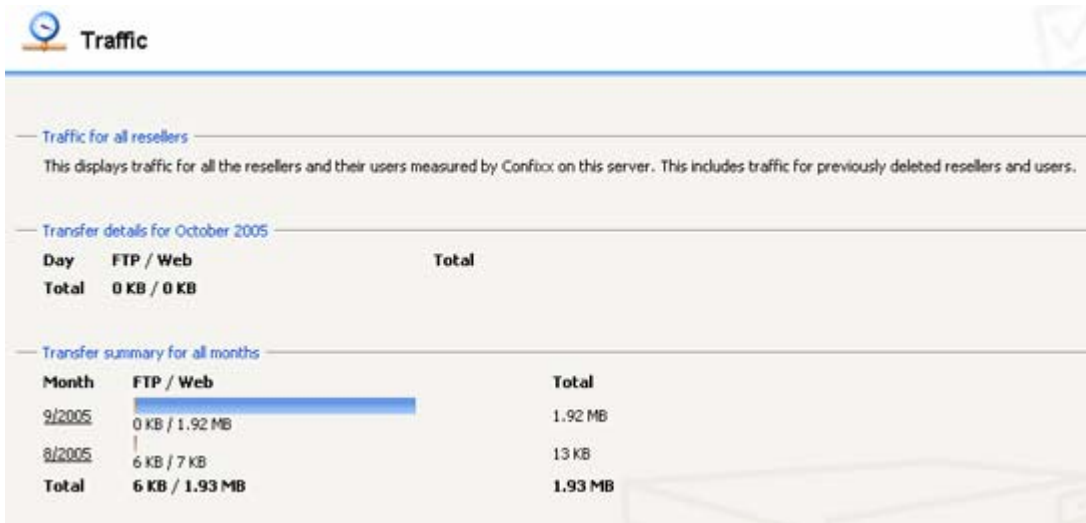 Traffic
Traffic for all resellers
This displays traffic for all the resellers and their users measured by Confixx on this server. This includes traffic for previously deleted resellers and users.
Transfer details for October 2005
Day FTP / Web Total
Total 0 KB / 0 KB
Transfer summary for all months
Month FTP / Web Total
9/2005 0 KB / 1.92 MB 1.92 MB
8/2005 6 KB / 7 KB 13 KB
Total 6 KB / 1.93 MB 1.93 MB